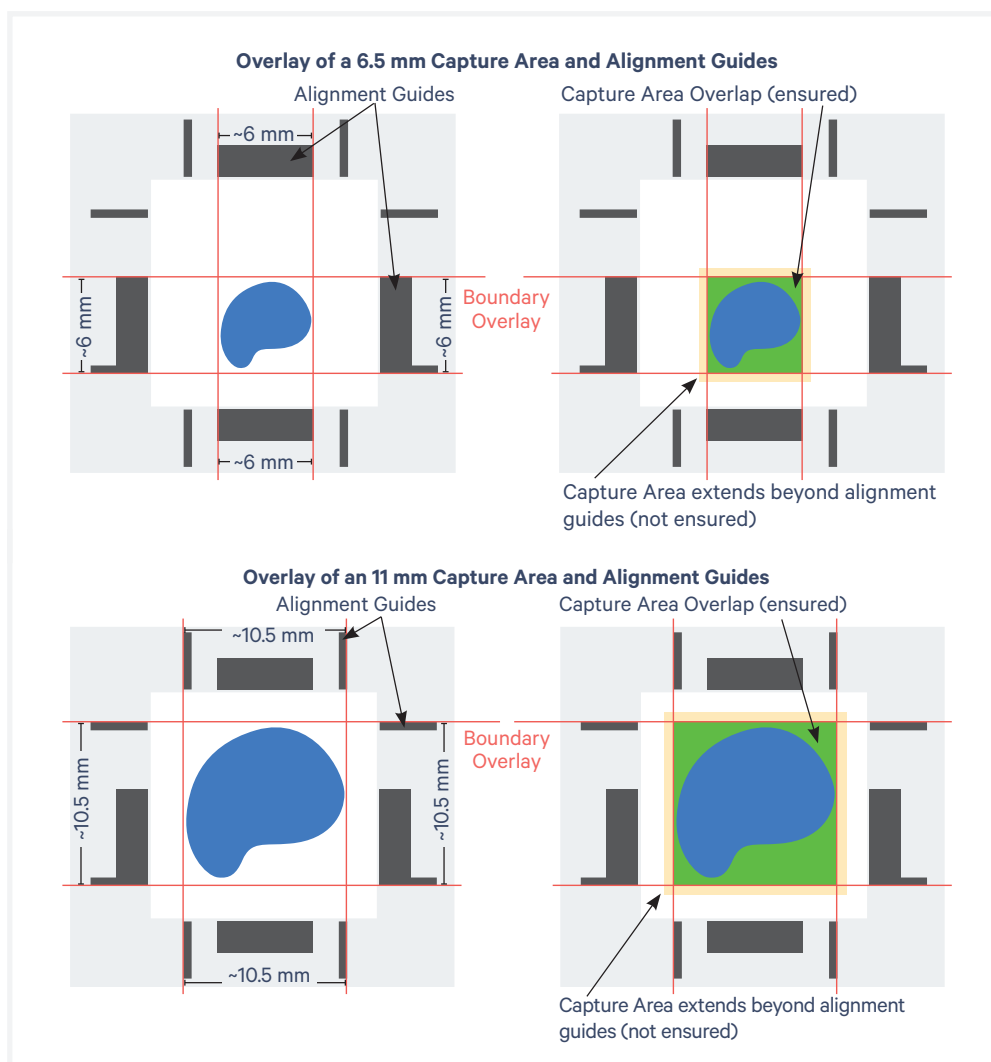 Overlay of a 6.5 mm Capture Area and Alignment Guides
Alignment Guides
Capture Area Overlap (ensured)
~6 mm
~6 mm
~6 mm
Boundary
Overlay
~6 mm
Capture Area extends beyond alignment
guides (not ensured)
Overlay of an 11 mm Capture Area and Alignment Guides
Alignment Guides
Capture Area Overlap (ensured)
~10.5 mm
~10.5 mm
~10.5 mm
Boundary
Overlay
~10.5 mm
Capture Area extends beyond alignment
guides (not ensured)